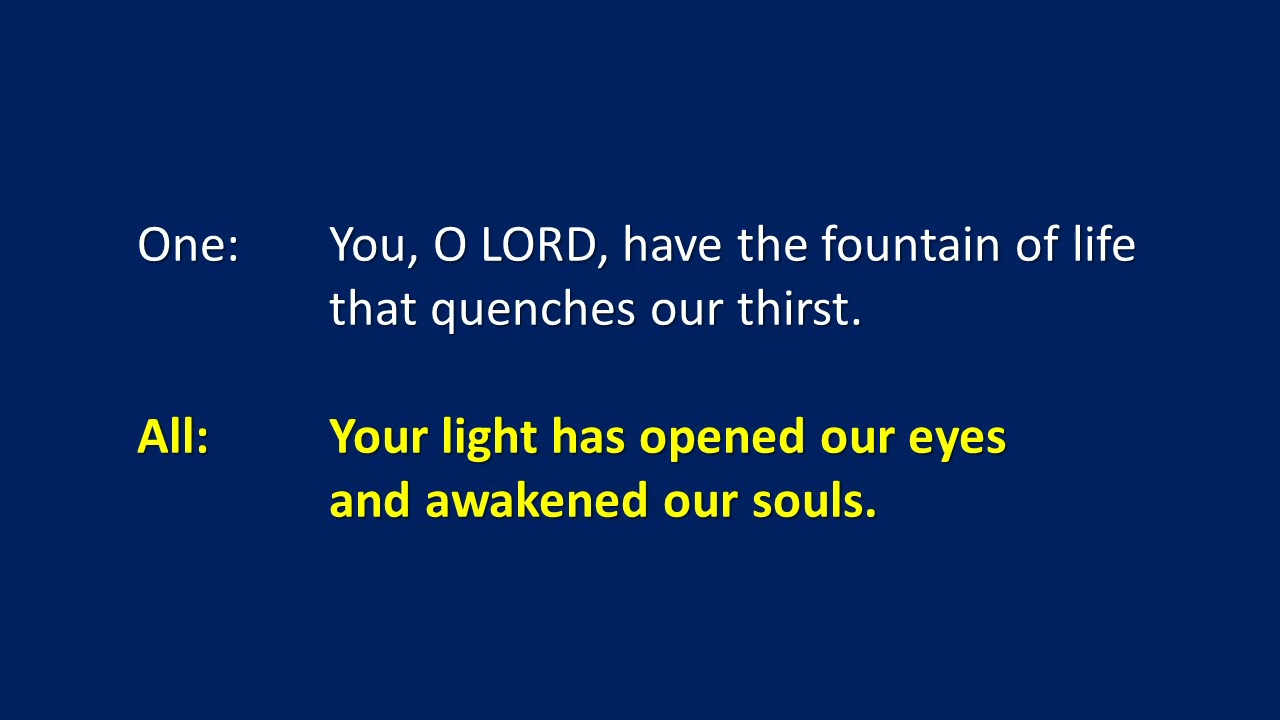 One: You, O LORD, have the fountain of life
that quenches our thirst.
All: Your light has opened our eyes
and awakened our souls.